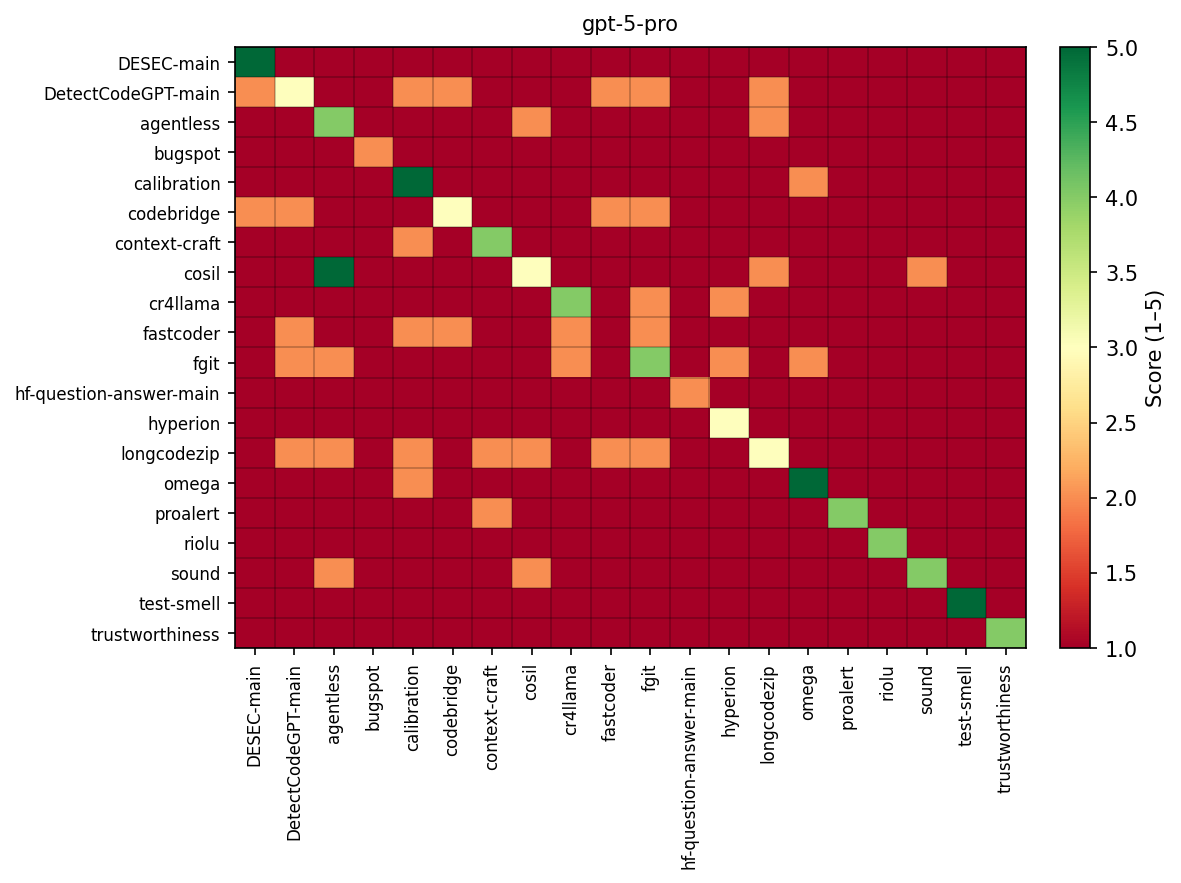 gpt-5-pro
DESEC-main
DetectCodeGPT-main
agentless
bugspot
calibration
codebridge
context-craft
cosil
cr4llama
fastcoder
fgit
hf-question-answer-main
hyperion
longcodezip
omega
proalert
riolu
sound
test-smell
trustworthiness
DESEC-main
DetectCodeGPT-main
agentless
bugspot
calibration
codebridge
context-craft
cosil
cr4llama
fastcoder
fgit
hf-question-answer-main
hyperion
longcodezip
omega
proalert
riolu
sound
test-smell
trustworthiness
5.0
4.5
4.0
3.5
3.0
2.5
2.0
1.5
1.0
Score (1–5)